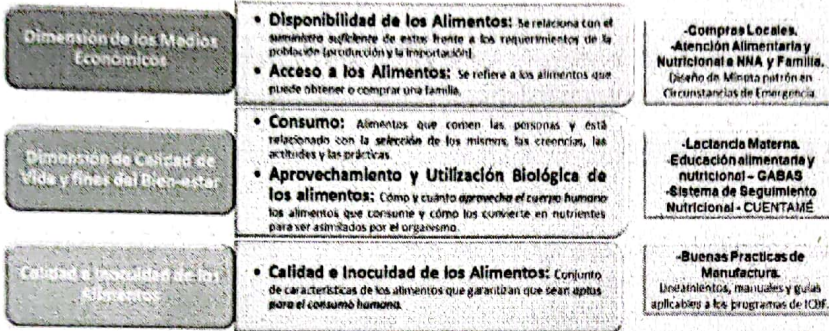 Dimensión de los Medios
Económicos
• Disponibilidad de los Alimentos: Se relaciona con el
suministro suficiente de estos frente a los requerimientos de la
población (producción y la importación).
• Acceso a los Alimentos: Se refiere a los alimentos que
puede obtener o comprar una familia.
-Compras Locales.
-Atención Alimentaria y
Nutricional a NNA y Familia.
Diseño de Minuta patrón en
Circunstancias de Emergencia
Dimensión de Calidad de
Vida y fines del Bien-estar
• Consumo: Alimentos que comen las personas y está
relacionado con la selección de los mismos, las creencias, las
actitudes y las prácticas.
• Aprovechamiento y Utilización Biológica de
los alimentos: Cómo y cuánto aprovecha el cuerpo humano
los alimentos que consume y cómo los convierte en nutrientes
para ser asimilados por el organismo.
-Lactancia Materna.
-Educación alimentaria y
nutricional – GABAS
-Sistema de Seguimiento
Nutricional - CUENTAME
Calidad e Inocuidad de los
Alimentos
• Calidad e Inocuidad de los Alimentos: Conjunto
de características de los alimentos que garantizan que sean aptos
para el consumo humano.
-Buenas Practicas de
Manufactura.
Lineamientos, manuales y guías
aplicables a los programas de ICBF.